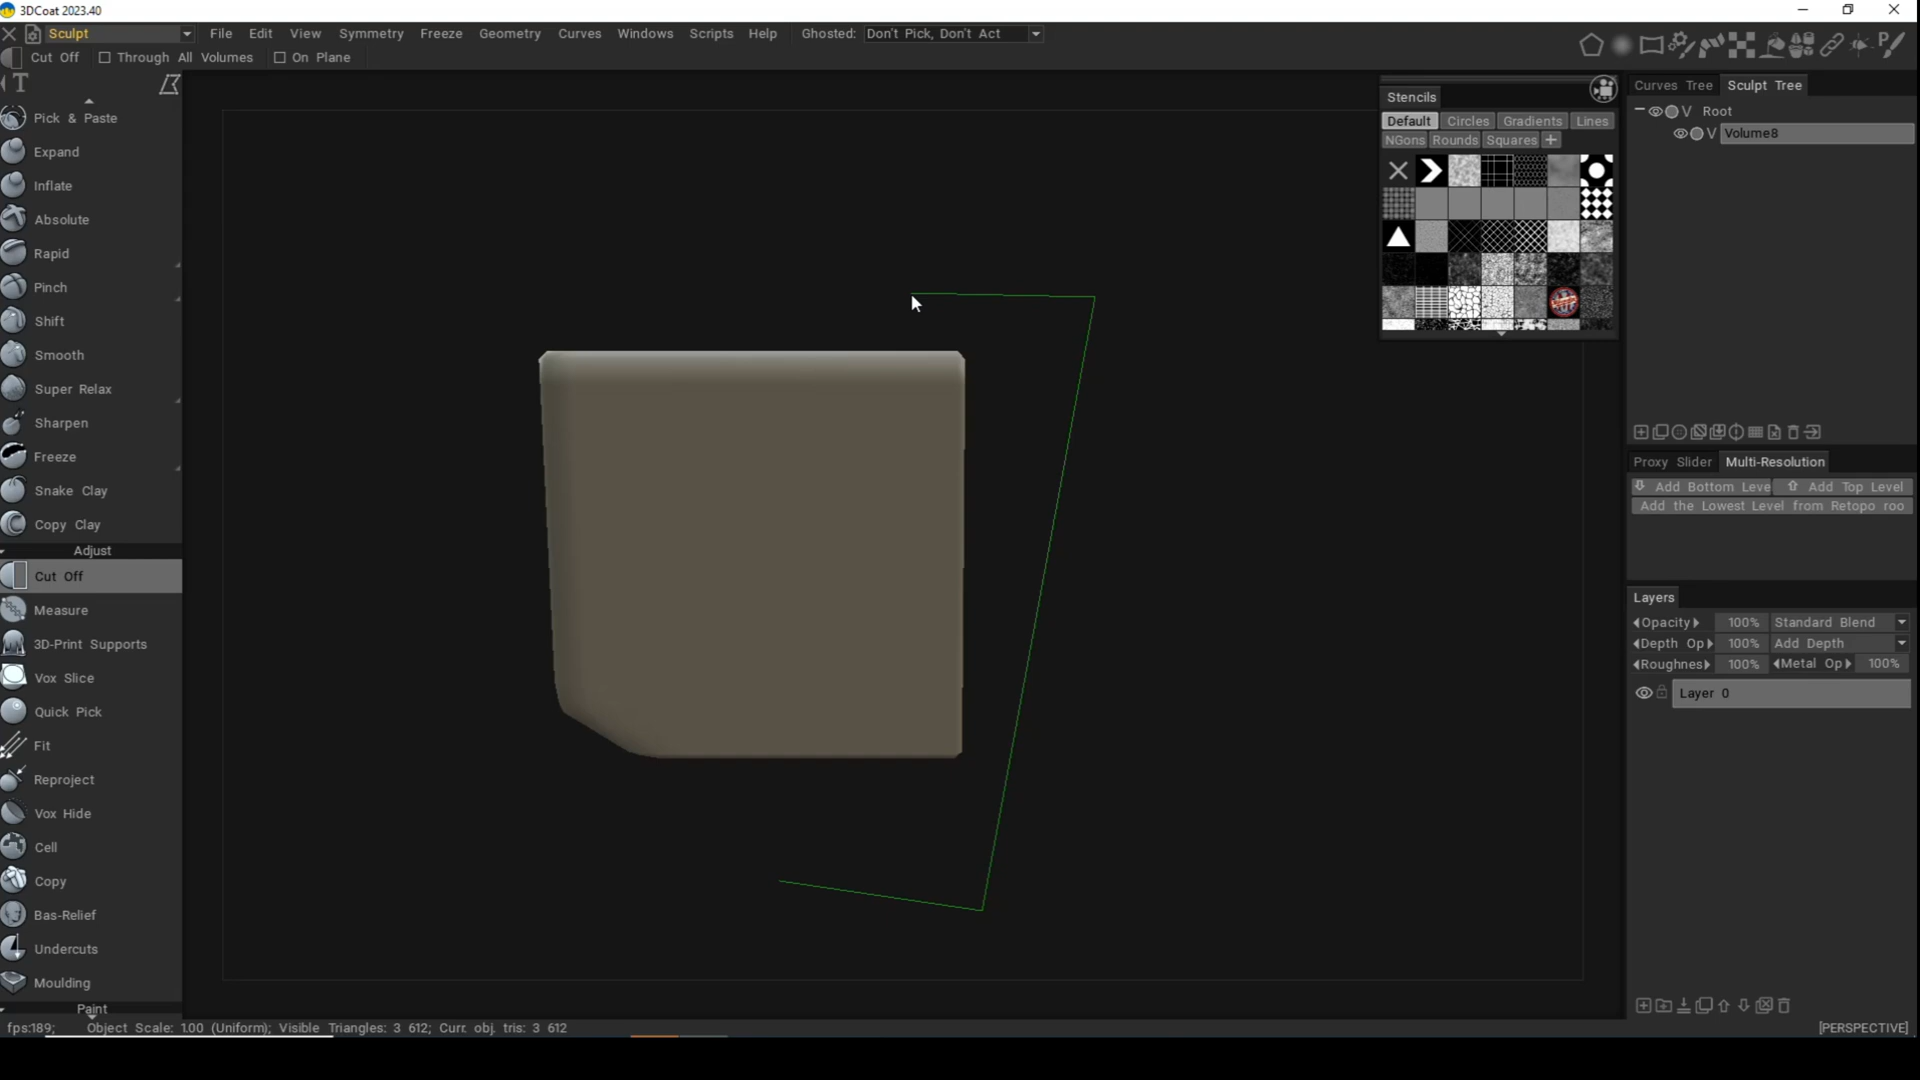 3DCoat 2023.40
Sculpt File Edit View Symmetry Freeze Geometry Curves Windows Scripts Help Ghosted: Don't Pick, Don't Act
Cut Off Through All Volumes On Plane
T
Pick & Paste
Expand
Inflate
Absolute
Rapid
Pinch
Shift
Smooth
Super Relax
Sharpen
Freeze
Snake Clay
Copy Clay
Adjust
Cut Off
Measure
3D-Print Supports
Vox Slice
Quick Pick
Fit
Reproject
Vox Hide
Cell
Copy
Bas-Relief
Undercuts
Moulding
Paint
Stencils
Default Circles Gradients Lines
NGons Rounds Squares +
Curves Tree Sculpt Tree
V Root
V Volume8
Proxy Slider Multi-Resolution
Add Bottom Leve Add Top Level
Add the Lowest Level from Retopo roo
Layers
Opacity 100% Standard Blend
Depth Op 100% Add Depth
Roughness 100% Metal Op 100%
Layer 0
fps:189; Object Scale: 1.00 (Uniform); Visible Triangles: 3 612; Curr. obj. tris: 3 612
[PERSPECTIVE]